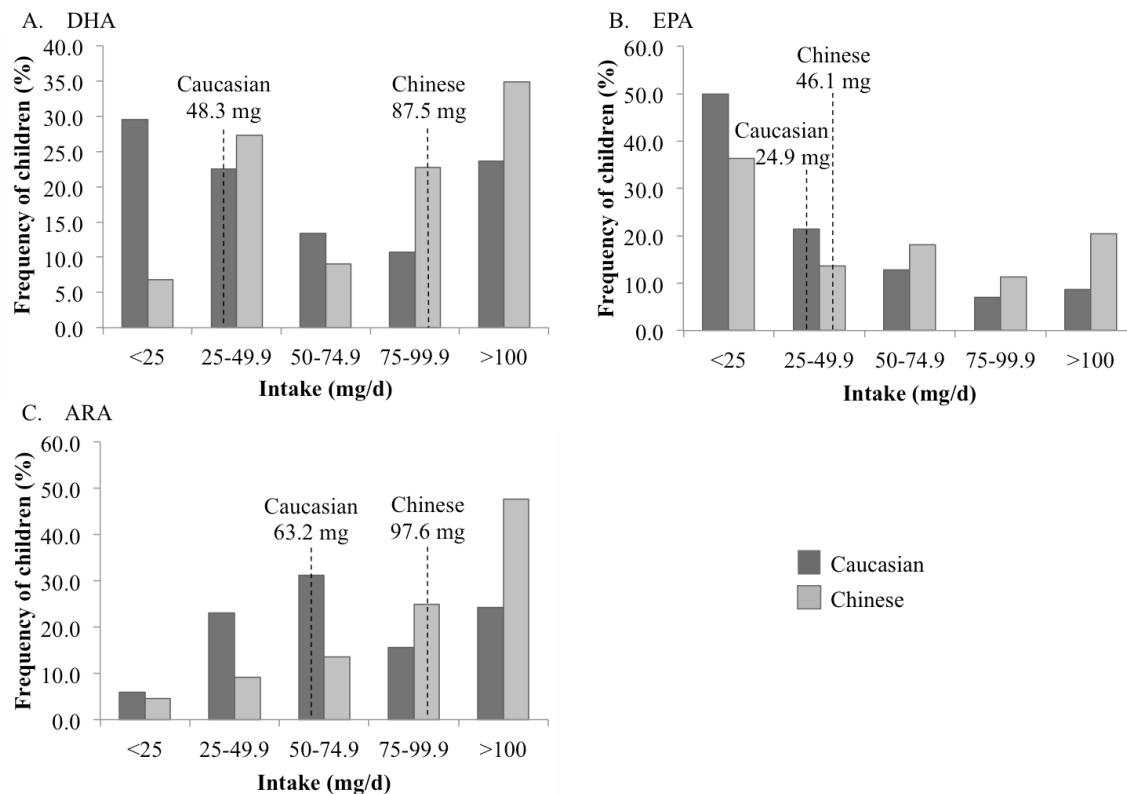 A. DHA
Frequency of children (%)
40.0
35.0
30.0
25.0
20.0
15.0
10.0
5.0
0.0
Caucasian
48.3 mg
Chinese
87.5 mg
<25
25-49.9
50-74.9
75-99.9
>100
Intake (mg/d)
B. EPA
Frequency of children (%)
60.0
50.0
40.0
30.0
20.0
10.0
0.0
Chinese
46.1 mg
Caucasian
24.9 mg
<25
25-49.9
50-74.9
75-99.9
>100
Intake (mg/d)
C. ARA
Frequency of children (%)
60.0
50.0
40.0
30.0
20.0
10.0
0.0
Caucasian
63.2 mg
Chinese
97.6 mg
<25
25-49.9
50-74.9
75-99.9
>100
Intake (mg/d)
Caucasian
Chinese